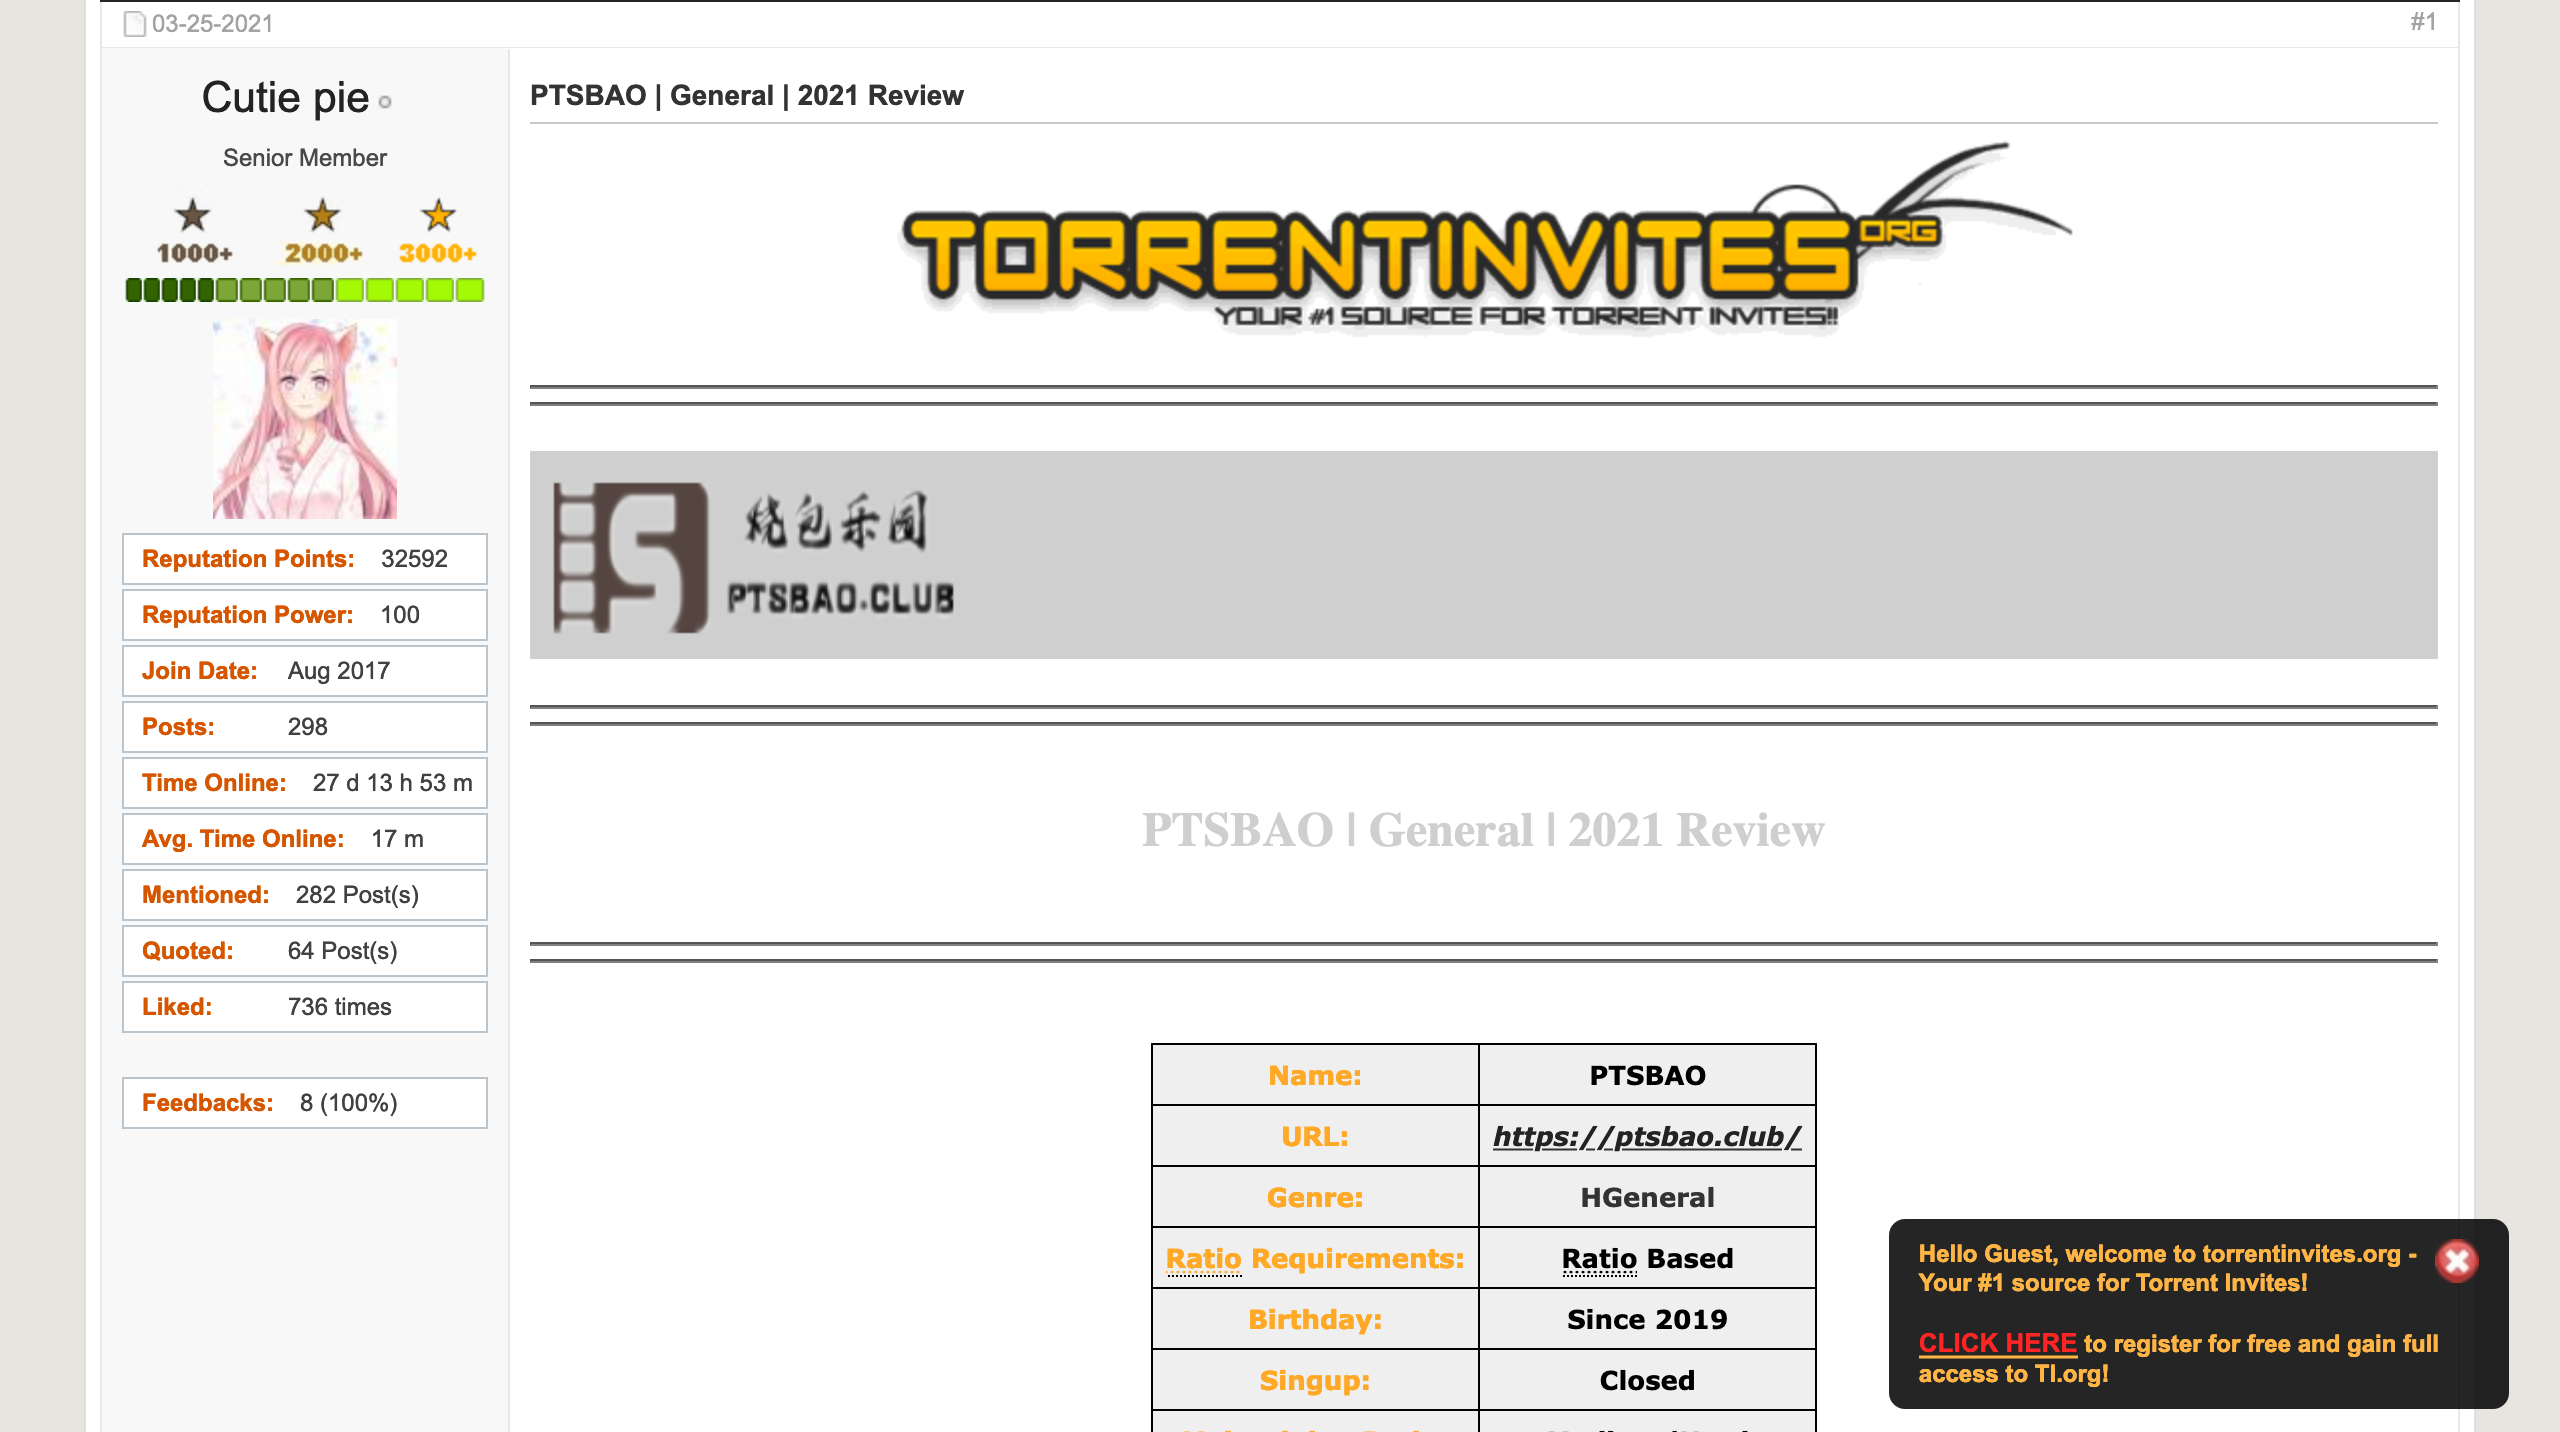 03-25-2021
#1
Cutie pie
Senior Member
1000+ 2000+ 3000+
Reputation Points: 32592
Reputation Power: 100
Join Date: Aug 2017
Posts: 298
Time Online: 27 d 13 h 53 m
Avg. Time Online: 17 m
Mentioned: 282 Post(s)
Quoted: 64 Post(s)
Liked: 736 times
Feedbacks: 8 (100%)
PTSBAO | General | 2021 Review
TORRENTINVITES ORG
YOUR #1 SOURCE FOR TORRENT INVITES!!
烧包乐园
PTSBAO.CLUB
PTSBAO | General | 2021 Review
Name: PTSBAO
URL: https://ptsbao.club/
Genre: HGeneral
Ratio Requirements: Ratio Based
Birthday: Since 2019
Singup: Closed
Hello Guest, welcome to torrentinvites.org -
Your #1 source for Torrent Invites!
CLICK HERE to register for free and gain full
access to TI.org!